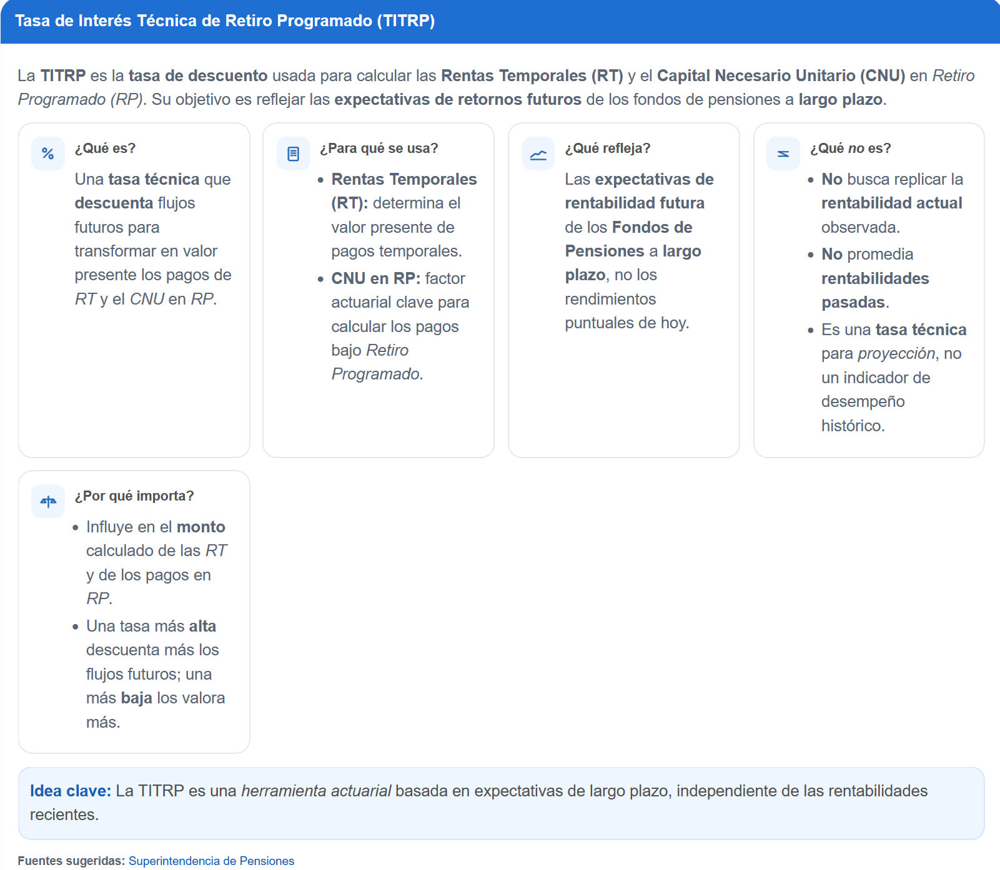 Tasa de Interés Técnica de Retiro Programado (TITRP)
La TITRP es la tasa de descuento usada para calcular las Rentas Temporales (RT) y el Capital Necesario Unitario (CNU) en Retiro
Programado (RP). Su objetivo es reflejar las expectativas de retornos futuros de los fondos de pensiones a largo plazo.
%
¿Qué es?
Una tasa técnica que
descuenta flujos
futuros para
transformar en valor
presente los pagos de
RT y el CNU en RP.
¿Para qué se usa?
• Rentas Temporales
(RT): determina el
valor presente de
pagos temporales.
• CNU en RP: factor
actuarial clave para
calcular los pagos
bajo Retiro
Programado.
¿Qué refleja?
Las expectativas de
rentabilidad futura
de los Fondos de
Pensiones a largo
plazo, no los
rendimientos
puntuales de hoy.
¿Qué no es?
• No busca replicar la
rentabilidad actual
observada.
• No promedia
rentabilidades
pasadas.
• Es una tasa técnica
para proyección, no
un indicador de
desempeño
histórico.
¿Por qué importa?
• Influye en el monto
calculado de las RT
y de los pagos en
RP.
• Una tasa más alta
descuenta más los
flujos futuros; una
más baja los valora
más.
Idea clave: La TITRP es una herramienta actuarial basada en expectativas de largo plazo, independiente de las rentabilidades
recientes.
Fuentes sugeridas: Superintendencia de Pensiones